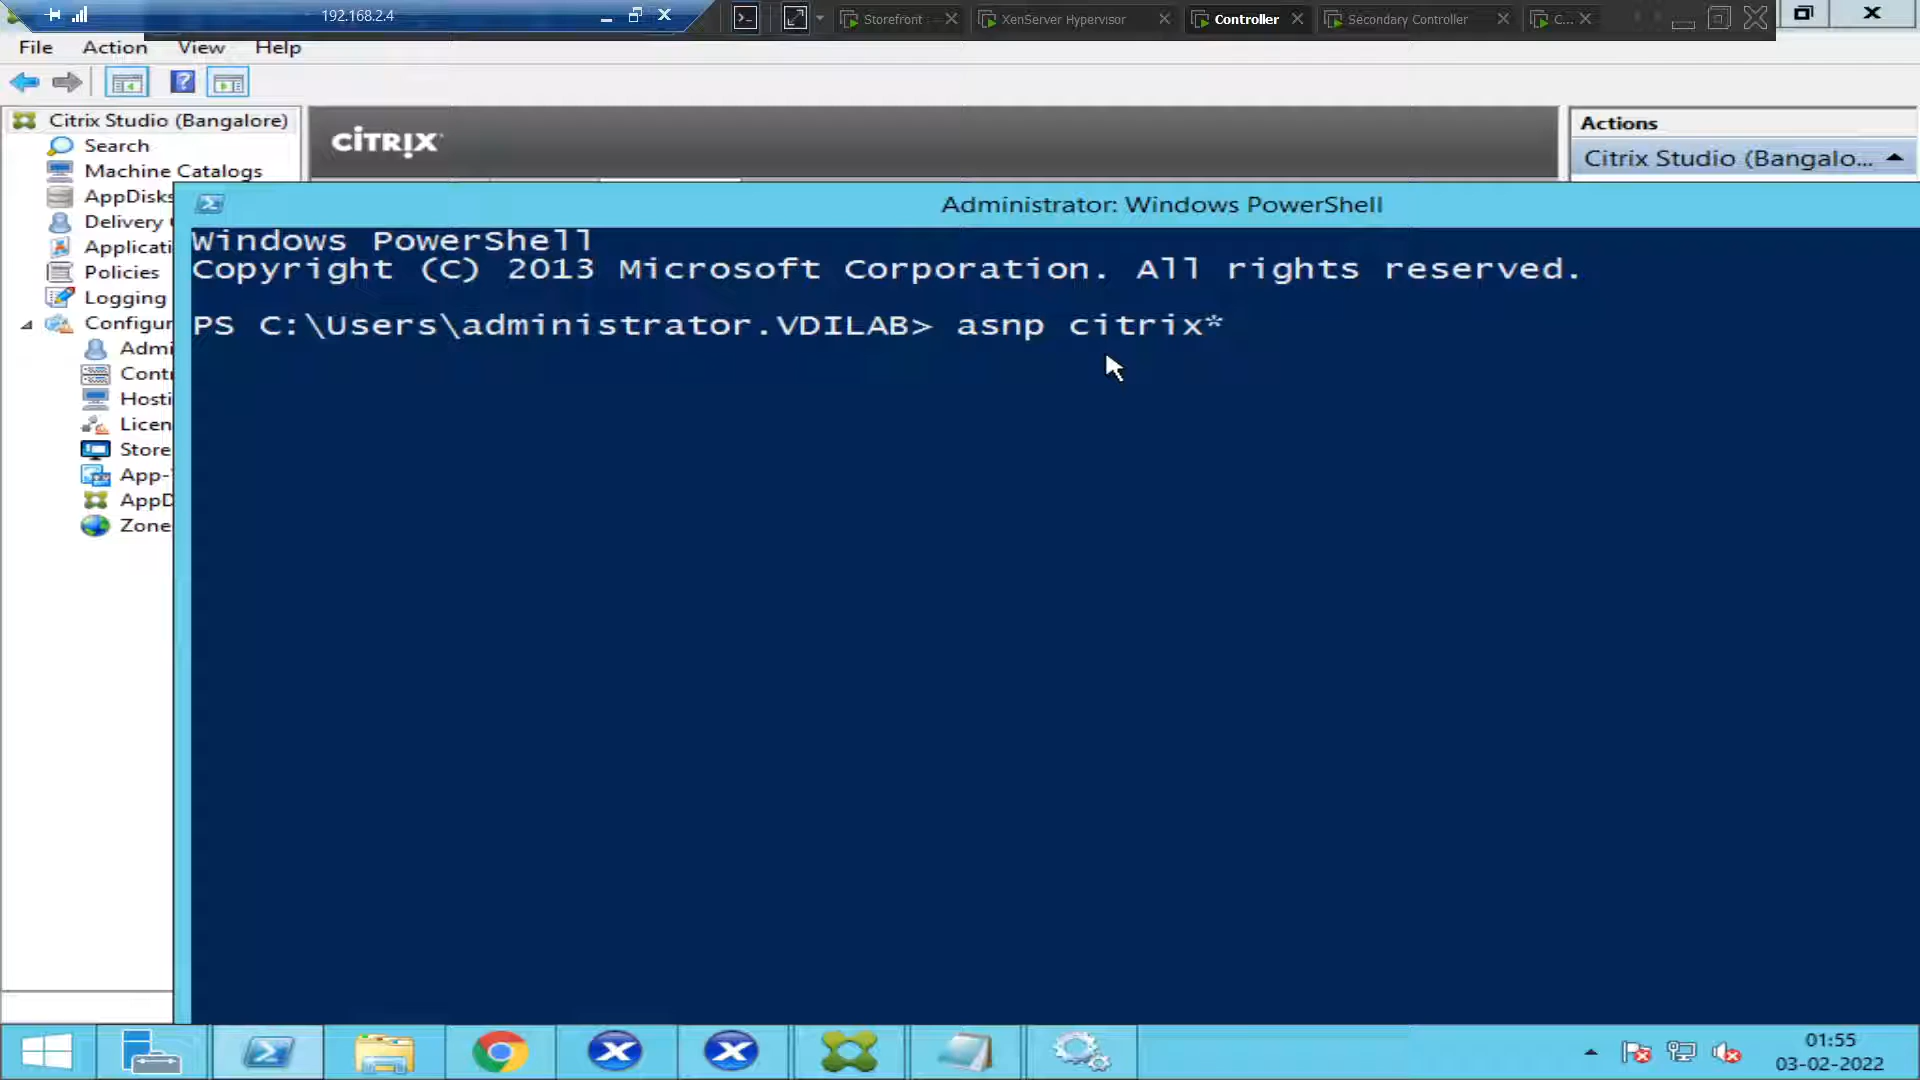 192.168.2.4
Storefront
XenServer Hypervisor
Controller
Secondary Controller
C...
File Action View Help
Citrix Studio (Bangalore)
Search
Machine Catalogs
AppDisks
Delivery
Applicati
Policies
Logging
Configur
Admi
Cont
Hosti
Licen
Store
App-
AppD
Zone
CİTRIX
Actions
Citrix Studio (Bangalo...
Administrator: Windows PowerShell
Windows PowerShell
Copyright (C) 2013 Microsoft Corporation. All rights reserved.
PS C:\Users\administrator.VDILAB> asnp citrix*
01:55
03-02-2022